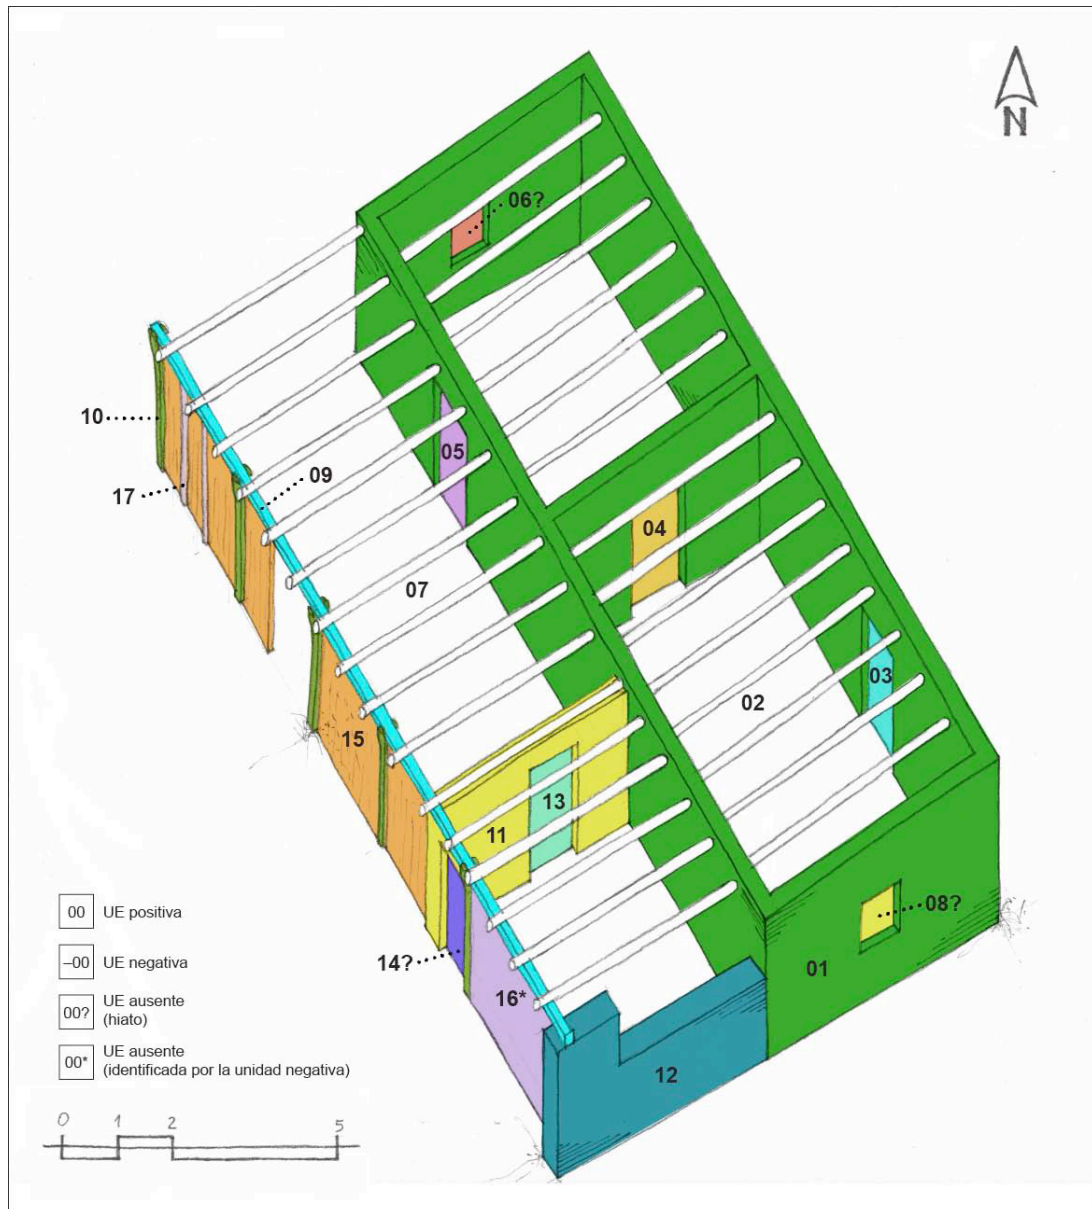 N
06?
10
05
09
17
04
07
03
02
15
13
11
08?
14?
01
16*
12
00 UE positiva
–00 UE negativa
00? UE ausente
(hiato)
00* UE ausente
(identificada por la unidad negativa)
0 1 2 5